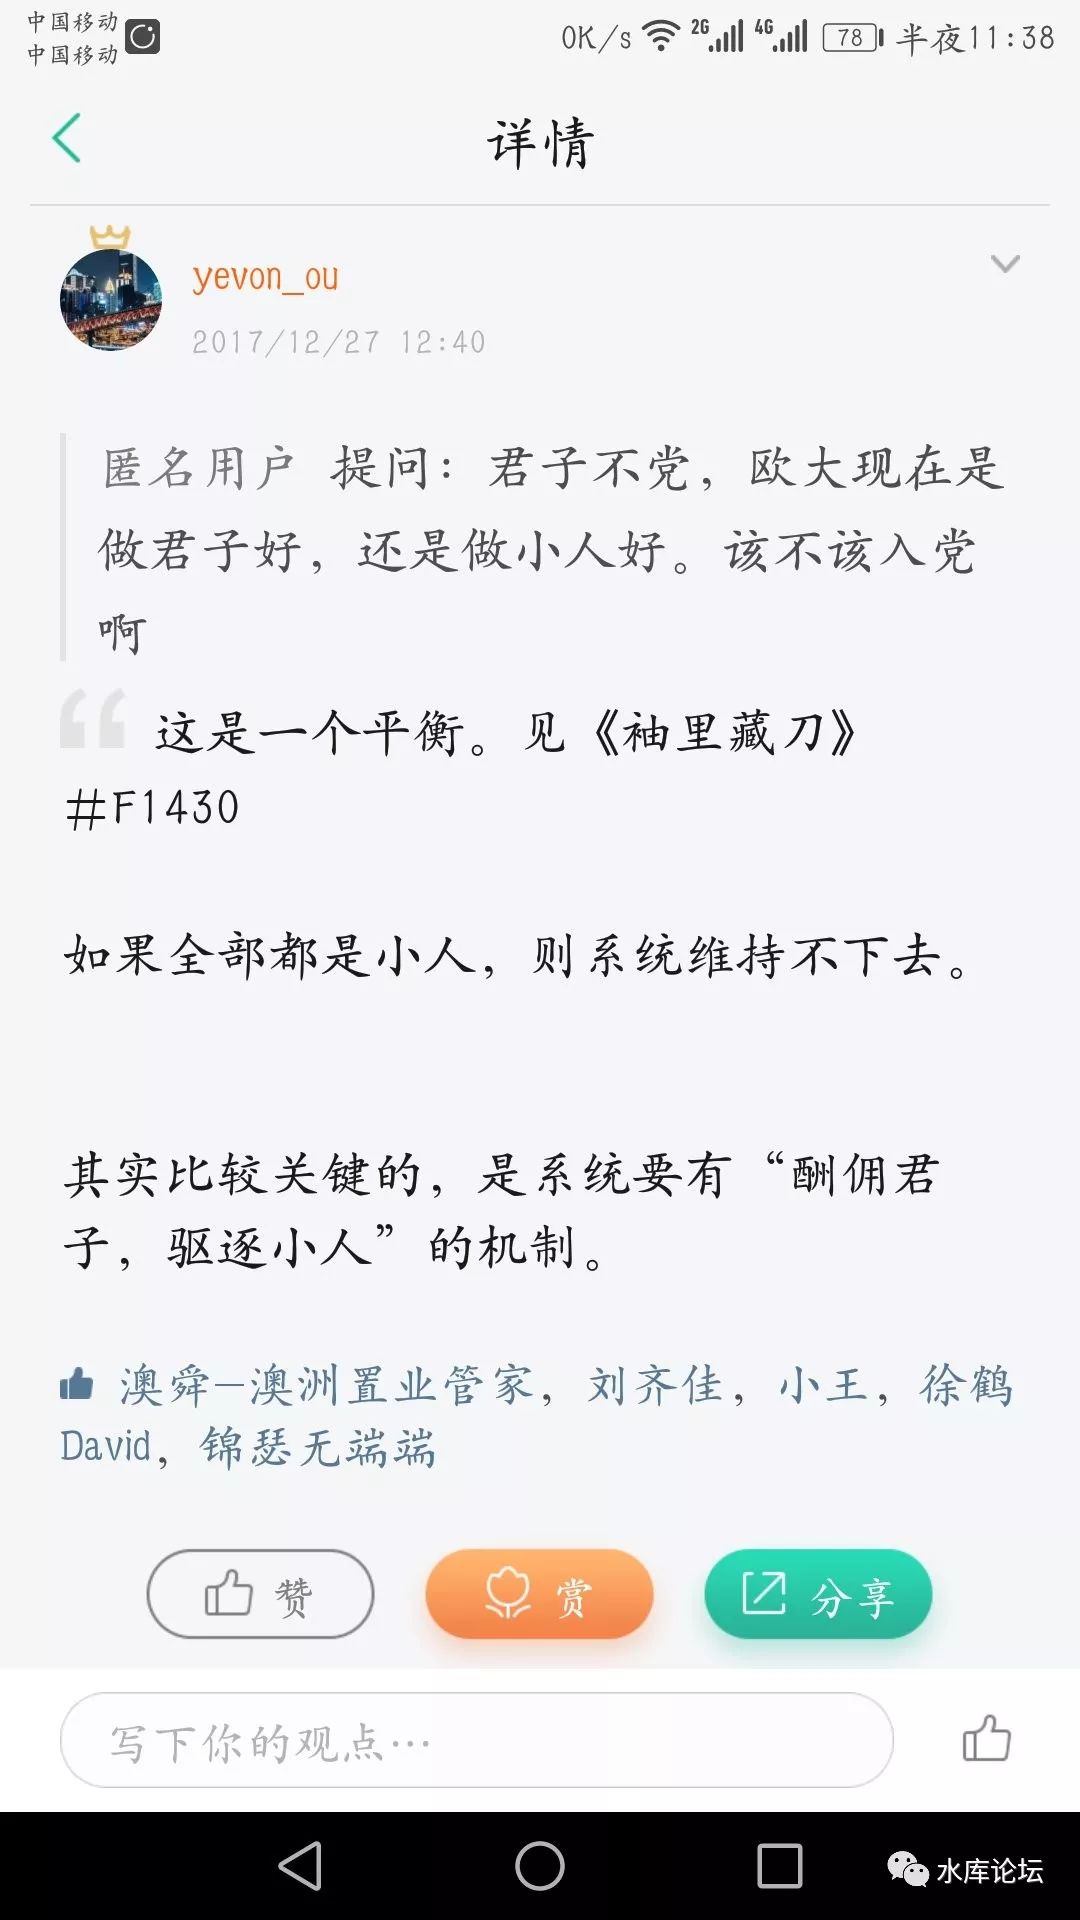 中国移动
中国移动
0K/s 2G 4G 78 半夜11:38
详情
yevon_ou
2017/12/27 12:40
匿名用户 提问：君子不党，欧大现在是
做君子好，还是做小人好。该不该入党
啊
“ 这是一个平衡。见《袖里藏刀》
#F1430
如果全部都是小人，则系统维持不下去。
其实比较关键的，是系统要有“酬佣君
子，驱逐小人”的机制。
澳舜-澳洲置业管家，刘齐佳，小王，徐鹤
David，锦瑟无端端
赞 赏 分享
写下你的观点…
水库论坛